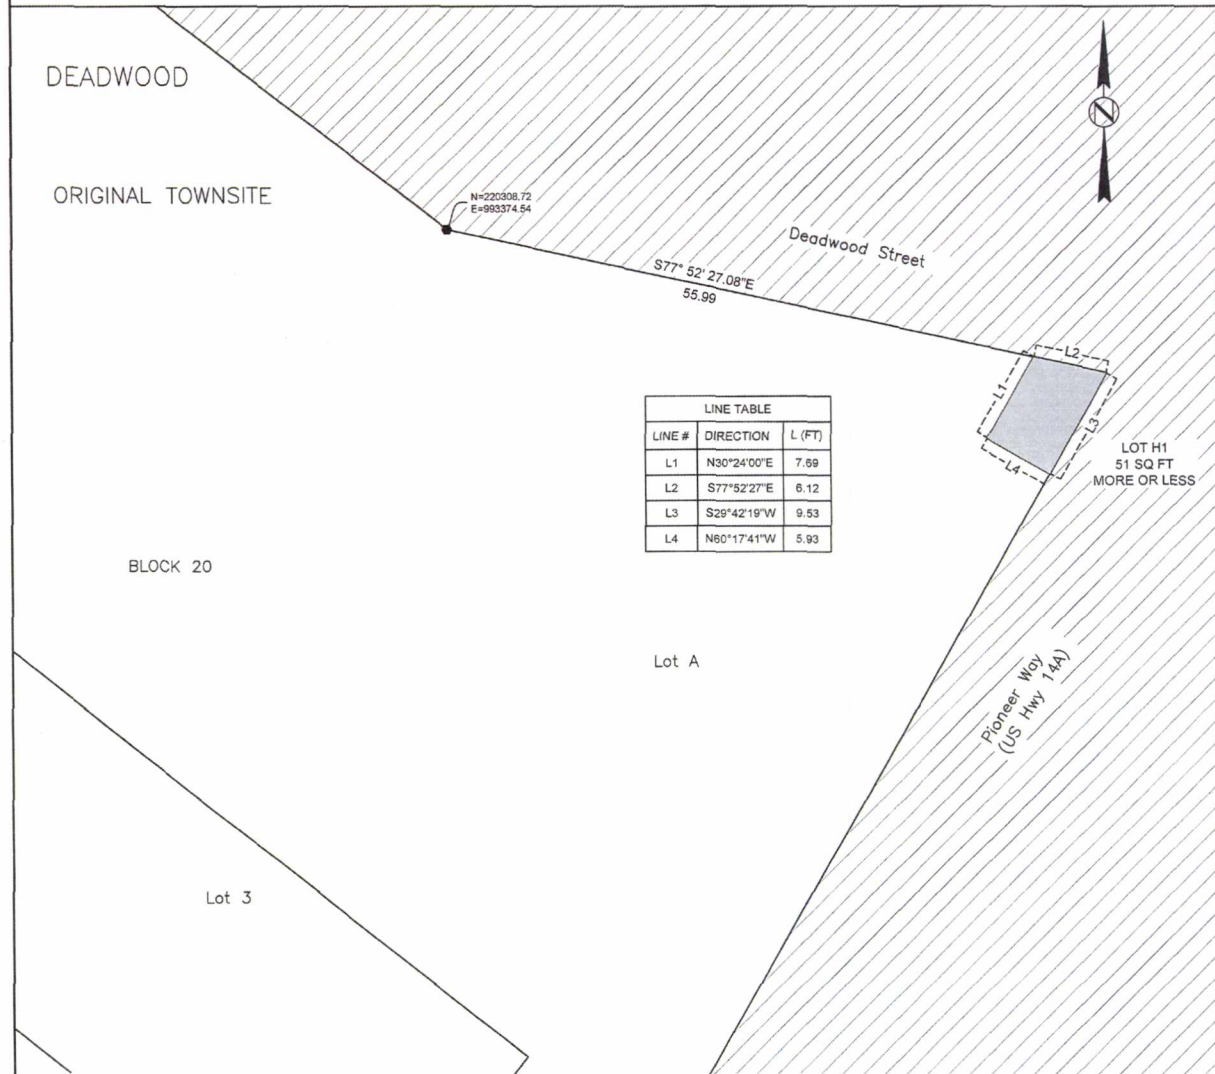 DEADWOOD
ORIGINAL TOWNSITE
N
N=220308.72
E=993374.54
Deadwood Street
S77° 52' 27.08"E
55.99
L1
L2
L3
L4
LOT H1
51 SQ FT
MORE OR LESS
LINE TABLE
LINE # DIRECTION L (FT)
L1 N30°24'00"E 7.69
L2 S77°52'27"E 6.12
L3 S29°42'19"W 9.53
L4 N60°17'41"W 5.93
BLOCK 20
Lot A
Pioneer Way
(US Hwy 14A)
Lot 3